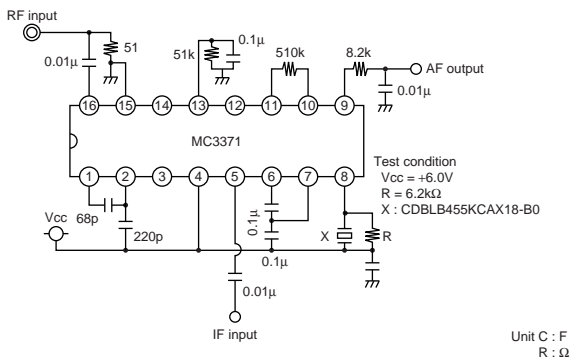 RF input
51
0.01μ
51k
0.1μ
510k
8.2k
AF output
0.01μ
16 15 14 13 12 11 10 9
MC3371
1 2 3 4 5 6 7 8
Test condition
Vcc = +6.0V
R = 6.2kΩ
X : CDBLB455KCAX18-B0
Vcc
68p
220p
0.1μ
0.1μ
X
R
0.01μ
IF input
Unit C : F
R : Ω